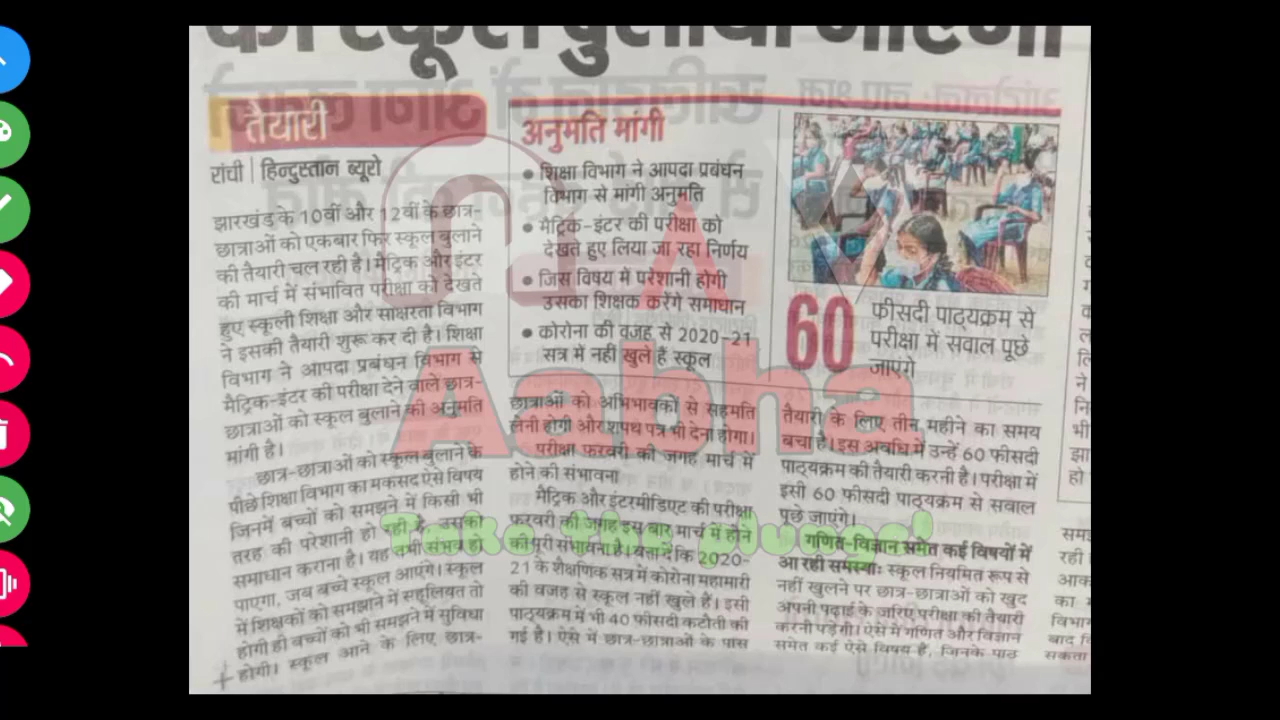 को स्कूल बुलाया जाएगा
तैयारी
रांची | हिन्दुस्तान ब्यूरो
झारखंड के 10वीं और 12वीं के छात्र-
छात्राओं को एकबार फिर स्कूल बुलाने
की तैयारी चल रही है। मैट्रिक और इंटर
की मार्च में संभावित परीक्षा को देखते
हुए स्कूली शिक्षा और साक्षरता विभाग
ने इसकी तैयारी शुरू कर दी है। शिक्षा
विभाग ने आपदा प्रबंधन विभाग से
मैट्रिक-इंटर की परीक्षा देने वाले छात्र-
छात्राओं को स्कूल बुलाने की अनुमति
मांगी है।
छात्र-छात्राओं को स्कूल बुलाने के
पीछे शिक्षा विभाग का मकसद ऐसे विषय
जिनमें बच्चों को समझने में किसी भी
तरह की परेशानी हो रही है, उसका
समाधान कराना है। यह तभी संभव हो
पाएगा, जब बच्चे स्कूल आएंगे। स्कूल
में शिक्षकों को समझाने में सहूलियत तो
होगी ही बच्चों को भी समझने में सुविधा
होगी। स्कूल आने के लिए छात्र-
अनुमति मांगी
• शिक्षा विभाग ने आपदा प्रबंधन
विभाग से मांगी अनुमति
• मैट्रिक-इंटर की परीक्षा को
देखते हुए लिया जा रहा निर्णय
• जिस विषय में परेशानी होगी
उसका शिक्षक करेंगे समाधान
• कोरोना की वजह से 2020-21
सत्र में नहीं खुले हैं स्कूल
60
फीसदी पाठ्यक्रम से
परीक्षा में सवाल पूछे
जाएंगे
छात्राओं को अभिभावकों से सहमति
लेनी होगी और शपथ पत्र भी देना होगा।
परीक्षा फरवरी की जगह मार्च में
होने की संभावना
मैट्रिक और इंटरमीडिएट की परीक्षा
फरवरी की जगह इस बार मार्च में होने
की पूरी संभावना है। बता दें कि 2020-
21 के शैक्षणिक सत्र में कोरोना महामारी
की वजह से स्कूल नहीं खुले हैं। इसी
पाठ्यक्रम में भी 40 फीसदी कटौती की
गई है। ऐसे में छात्र-छात्राओं के पास
तैयारी के लिए तीन महीने का समय
बचा है। इस अवधि में उन्हें 60 फीसदी
पाठ्यक्रम की तैयारी करनी है। परीक्षा में
इसी 60 फीसदी पाठ्यक्रम से सवाल
पूछे जाएंगे।
गणित-विज्ञान समेत कई विषयों में
आ रही समस्या: स्कूल नियमित रूप से
नहीं खुलने पर छात्र-छात्राओं को खुद
अपनी पढ़ाई के जरिए परीक्षा की तैयारी
करनी पड़ेगी। ऐसे में गणित और विज्ञान
समेत कई ऐसे विषय हैं, जिनके पाठ
Aabha
Take the plunge!